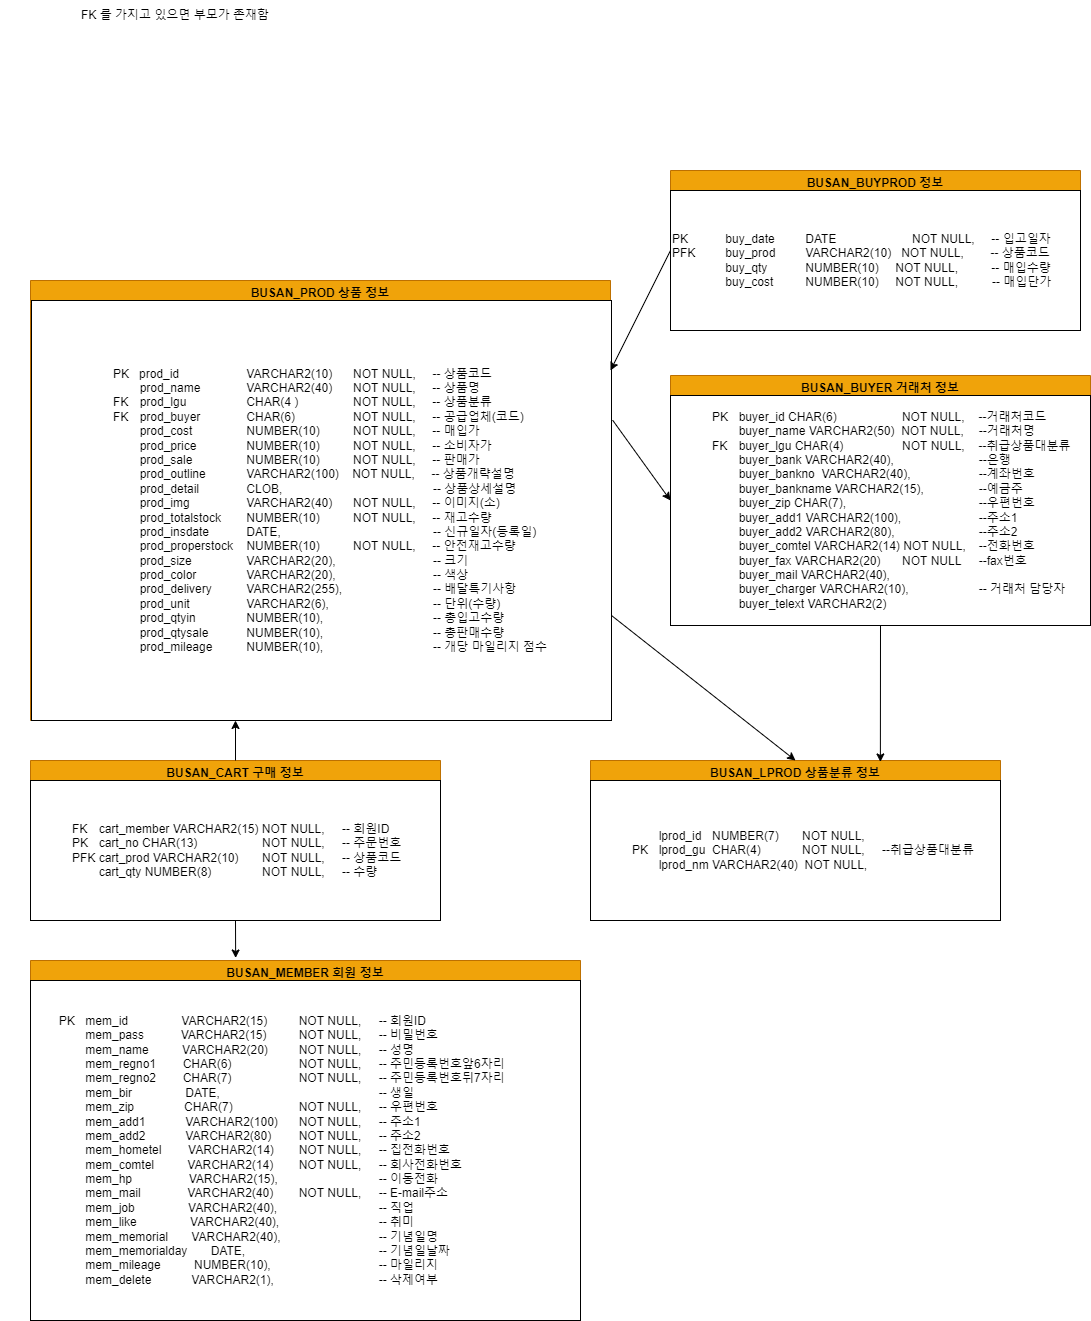 FK 를 가지고 있으면 부모가 존재함
BUSAN_BUYPROD 정보
PK buy_date DATE NOT NULL, -- 입고일자
PFK buy_prod VARCHAR2(10) NOT NULL, -- 상품코드
buy_qty NUMBER(10) NOT NULL, -- 매입수량
buy_cost NUMBER(10) NOT NULL, -- 매입단가
BUSAN_PROD 상품 정보
PK prod_id VARCHAR2(10) NOT NULL, -- 상품코드
prod_name VARCHAR2(40) NOT NULL, -- 상품명
FK prod_lgu CHAR(4 ) NOT NULL, -- 상품분류
FK prod_buyer CHAR(6) NOT NULL, -- 공급업체(코드)
prod_cost NUMBER(10) NOT NULL, -- 매입가
prod_price NUMBER(10) NOT NULL, -- 소비자가
prod_sale NUMBER(10) NOT NULL, -- 판매가
prod_outline VARCHAR2(100) NOT NULL, -- 상품개략설명
prod_detail CLOB, -- 상품상세설명
prod_img VARCHAR2(40) NOT NULL, -- 이미지(소)
prod_totalstock NUMBER(10) NOT NULL, -- 재고수량
prod_insdate DATE, -- 신규일자(등록일)
prod_properstock NUMBER(10) NOT NULL, -- 안전재고수량
prod_size VARCHAR2(20), -- 크기
prod_color VARCHAR2(20), -- 색상
prod_delivery VARCHAR2(255), -- 배달특기사항
prod_unit VARCHAR2(6), -- 단위(수량)
prod_qtyin NUMBER(10), -- 총입고수량
prod_qtysale NUMBER(10), -- 총판매수량
prod_mileage NUMBER(10), -- 개당 마일리지 점수
BUSAN_BUYER 거래처 정보
PK buyer_id CHAR(6) NOT NULL, --거래처코드
buyer_name VARCHAR2(50) NOT NULL, --거래처명
FK buyer_lgu CHAR(4) NOT NULL, --취급상품대분류
buyer_bank VARCHAR2(40), --은행
buyer_bankno VARCHAR2(40), --계좌번호
buyer_bankname VARCHAR2(15), --예금주
buyer_zip CHAR(7), --우편번호
buyer_add1 VARCHAR2(100), --주소1
buyer_add2 VARCHAR2(80), --주소2
buyer_comtel VARCHAR2(14) NOT NULL, --전화번호
buyer_fax VARCHAR2(20) NOT NULL --fax번호
buyer_mail VARCHAR2(40),
buyer_charger VARCHAR2(10), -- 거래처 담당자
buyer_telext VARCHAR2(2)
BUSAN_CART 구매 정보
FK cart_member VARCHAR2(15) NOT NULL, -- 회원ID
PK cart_no CHAR(13) NOT NULL, -- 주문번호
PFK cart_prod VARCHAR2(10) NOT NULL, -- 상품코드
cart_qty NUMBER(8) NOT NULL, -- 수량
BUSAN_LPROD 상품분류 정보
lprod_id NUMBER(7) NOT NULL,
PK lprod_gu CHAR(4) NOT NULL, --취급상품대분류
lprod_nm VARCHAR2(40) NOT NULL,
BUSAN_MEMBER 회원 정보
PK mem_id VARCHAR2(15) NOT NULL, -- 회원ID
mem_pass VARCHAR2(15) NOT NULL, -- 비밀번호
mem_name VARCHAR2(20) NOT NULL, -- 성명
mem_regno1 CHAR(6) NOT NULL, -- 주민등록번호앞6자리
mem_regno2 CHAR(7) NOT NULL, -- 주민등록번호뒤7자리
mem_bir DATE, -- 생일
mem_zip CHAR(7) NOT NULL, -- 우편번호
mem_add1 VARCHAR2(100) NOT NULL, -- 주소1
mem_add2 VARCHAR2(80) NOT NULL, -- 주소2
mem_hometel VARCHAR2(14) NOT NULL, -- 집전화번호
mem_comtel VARCHAR2(14) NOT NULL, -- 회사전화번호
mem_hp VARCHAR2(15), -- 이동전화
mem_mail VARCHAR2(40) NOT NULL, -- E-mail주소
mem_job VARCHAR2(40), -- 직업
mem_like VARCHAR2(40), -- 취미
mem_memorial VARCHAR2(40), -- 기념일명
mem_memorialday DATE, -- 기념일날짜
mem_mileage NUMBER(10), -- 마일리지
mem_delete VARCHAR2(1), -- 삭제여부